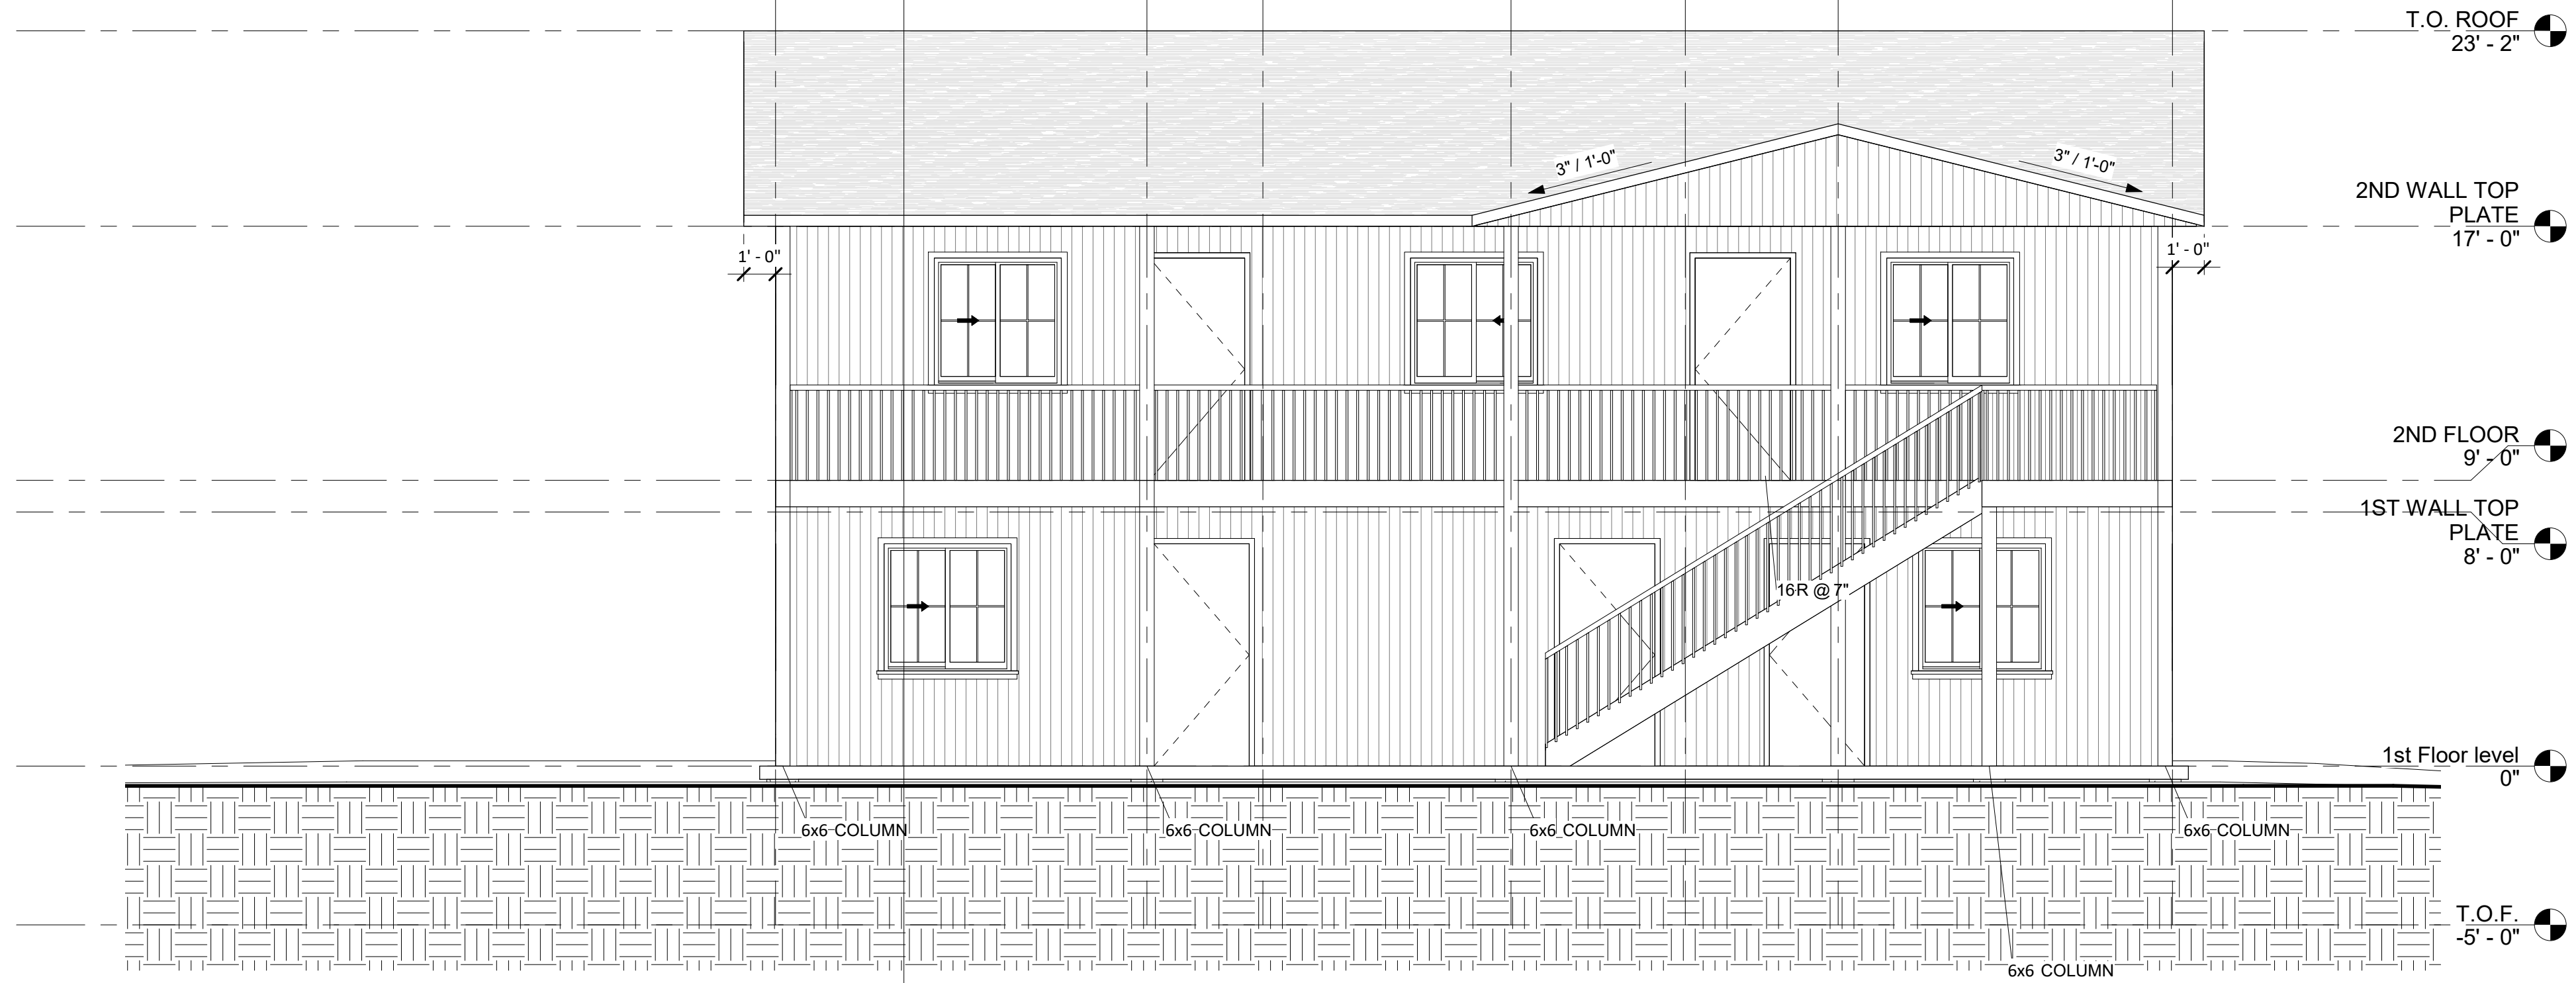 T.O. ROOF
23' - 2"
3" / 1'-0"
3" / 1'-0"
2ND WALL TOP
PLATE
17' - 0"
1' - 0"
1' - 0"
2ND FLOOR
9' - 0"
1ST WALL TOP
PLATE
8' - 0"
16R @ 7"
1st Floor level
0"
6x6 COLUMN
6x6 COLUMN
6x6 COLUMN
6x6 COLUMN
T.O.F.
-5' - 0"
6x6 COLUMN